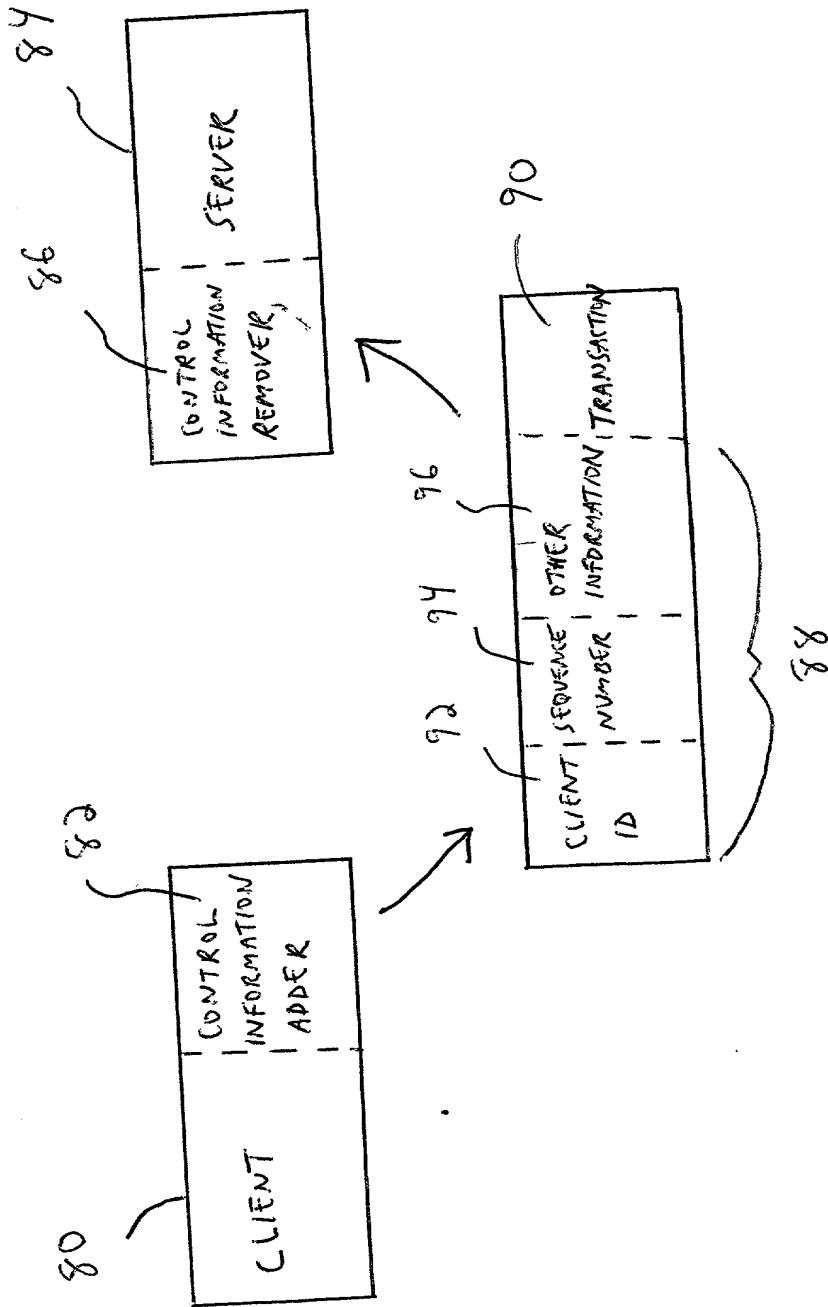 80
CLIENT
82
CONTROL
INFORMATION
ADDER
92
CLIENT
ID
94
SEQUENCE
NUMBER
96
OTHER
INFORMATION
90
TRANSACTION
88
86
CONTROL
INFORMATION
REMOVER
84
SERVER